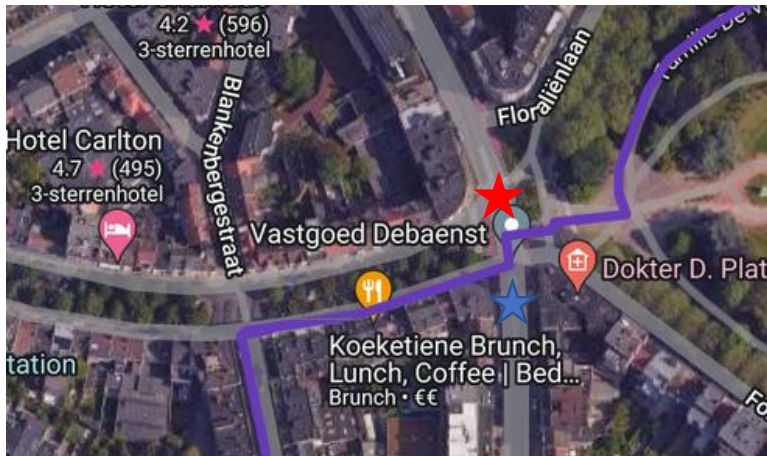 4.2 ★ (596)
3-sterrenhotel
Blankenbergestraat
Floraliënlaan
Hotel Carlton
4.7 ★ (495)
3-sterrenhotel
Vastgoed Debaenst
Dokter D. Plat
Koeketiene Brunch,
Lunch, Coffee | Bed...
Brunch • €€
tation
Fo